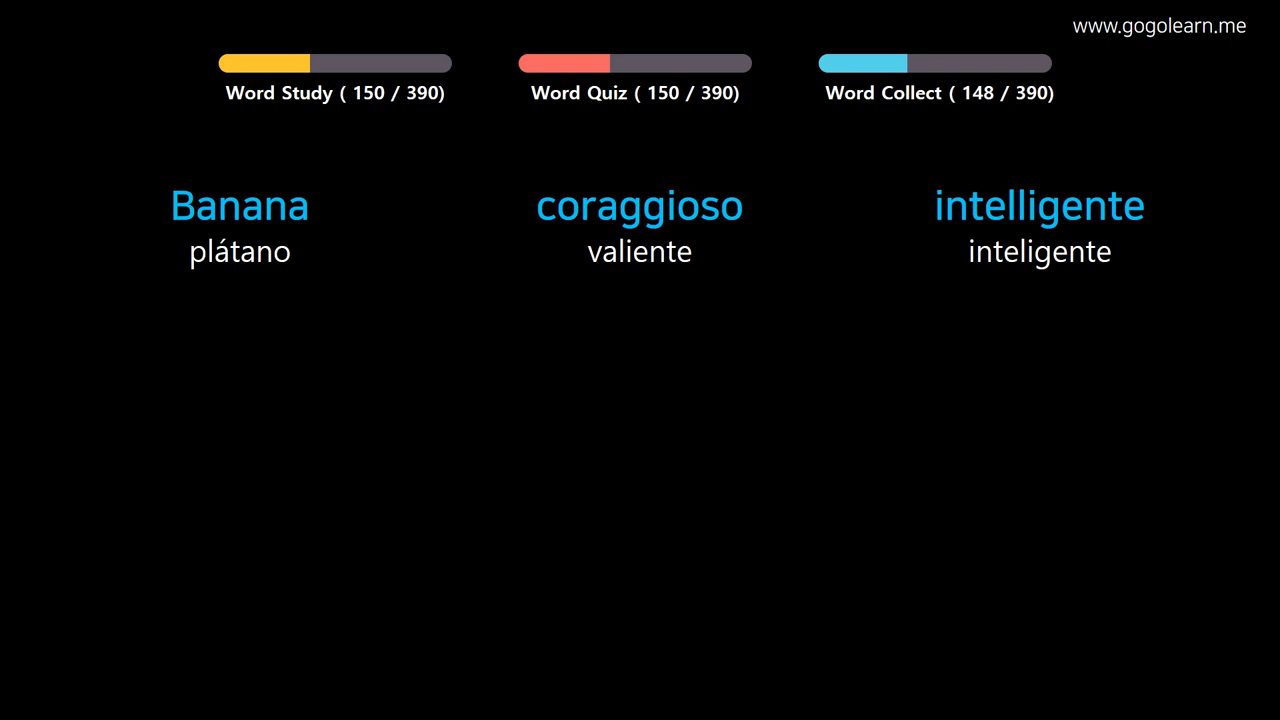 www.gogolearn.me
Word Study ( 150 / 390)
Word Quiz ( 150 / 390)
Word Collect ( 148 / 390)
Banana
plátano
coraggioso
valiente
intelligente
inteligente